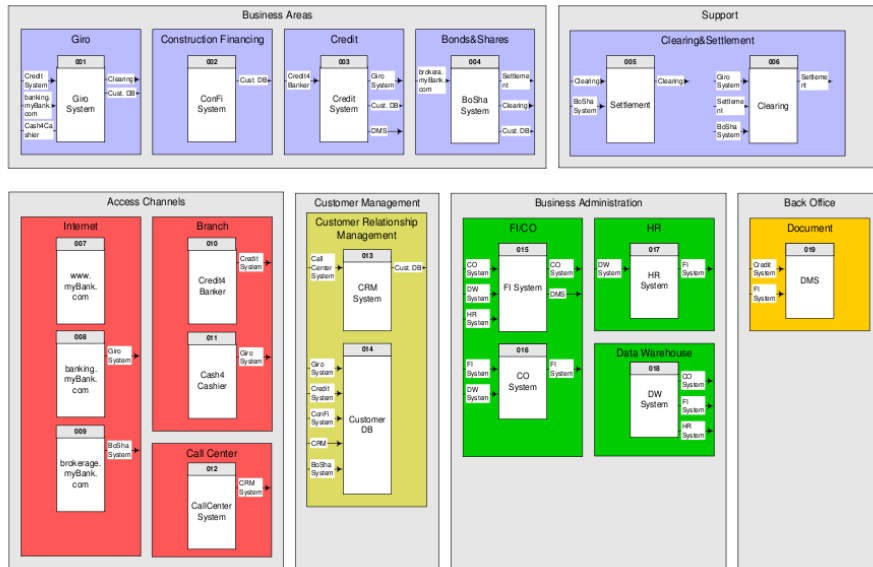 Business Areas
Support
Giro
Construction Financing
Credit
Bonds&Shares
Clearing&Settlement
001
Credit
System
banking.
myBank.
com
Cash4Ca
shier
Giro
System
Clearing
Cust. DB
002
ConFi
System
Cust. DB
003
Credit4
Banker
Credit
System
Giro
System
Cust. DB
DMS
004
brokera.
myBank.
com
BoSha
System
Settleme
nt
Clearing
Cust. DB
005
Clearing
BoSha
System
Settlement
Clearing
006
Giro
System
Settleme
nt
BoSha
System
Clearing
Settleme
nt
Access Channels
Customer Management
Business Administration
Back Office
Internet
007
www.
myBank.
com
008
banking.
myBank.
com
Giro
System
009
brokerage.
myBank.
com
BoSha
System
Branch
010
Credit4
Banker
Credit
System
011
Cash4
Cashier
Giro
System
Call Center
012
CallCenter
System
CRM
System
Customer Relationship
Management
013
Call
Center
System
CRM
System
Cust. DB
014
Giro
System
Credit
System
ConFi
System
CRM
BoSha
System
Customer
DB
FI/CO
015
CO
System
DW
System
HR
System
FI System
CO
System
DMS
016
FI
System
DW
System
CO
System
FI
System
HR
017
DW
System
HR
System
FI
System
Data Warehouse
018
DW
System
CO
System
FI
System
HR
System
Document
019
Credit
System
FI
System
DMS